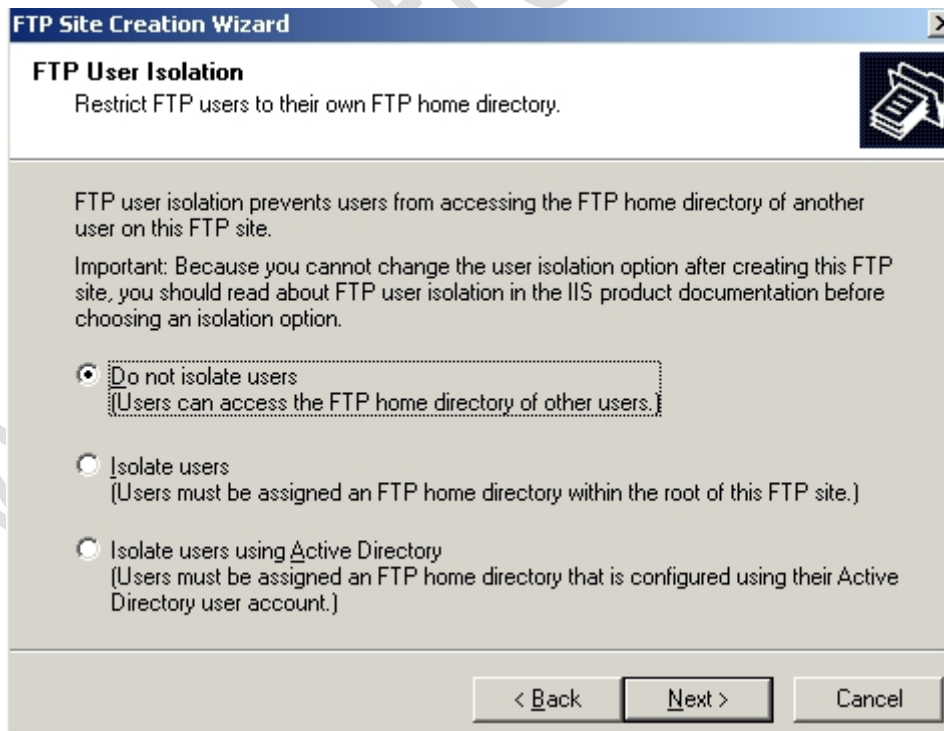 FTP Site Creation Wizard
FTP User Isolation
Restrict FTP users to their own FTP home directory.
FTP user isolation prevents users from accessing the FTP home directory of another
user on this FTP site.
Important: Because you cannot change the user isolation option after creating this FTP
site, you should read about FTP user isolation in the IIS product documentation before
choosing an isolation option.
Do not isolate users
(Users can access the FTP home directory of other users.)
Isolate users
(Users must be assigned an FTP home directory within the root of this FTP site.)
Isolate users using Active Directory
(Users must be assigned an FTP home directory that is configured using their Active
Directory user account.)
< Back Next > Cancel